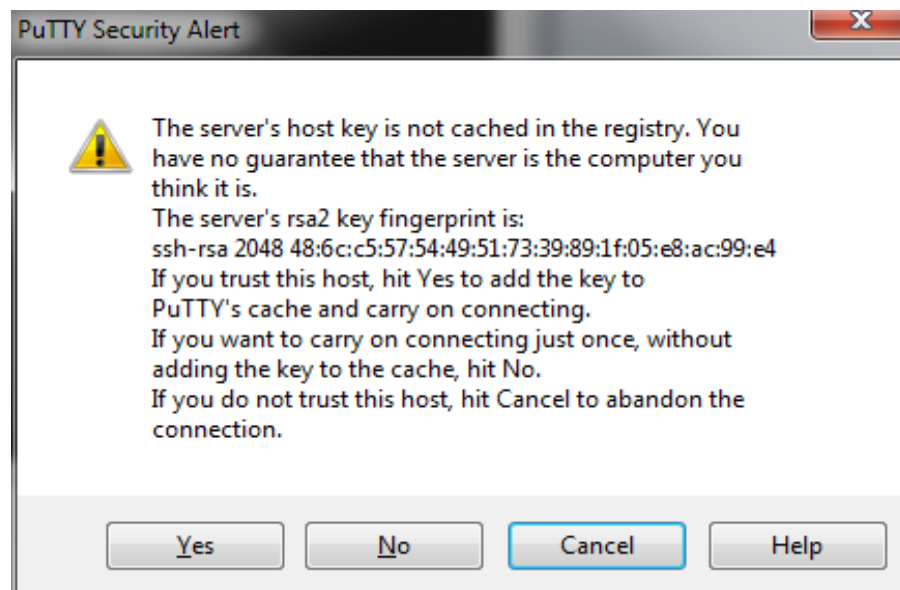 PuTTY Security Alert
The server's host key is not cached in the registry. You
have no guarantee that the server is the computer you
think it is.
The server's rsa2 key fingerprint is:
ssh-rsa 2048 48:6c:c5:57:54:49:51:73:39:89:1f:05:e8:ac:99:e4
If you trust this host, hit Yes to add the key to
PuTTY's cache and carry on connecting.
If you want to carry on connecting just once, without
adding the key to the cache, hit No.
If you do not trust this host, hit Cancel to abandon the
connection.
Yes No Cancel Help